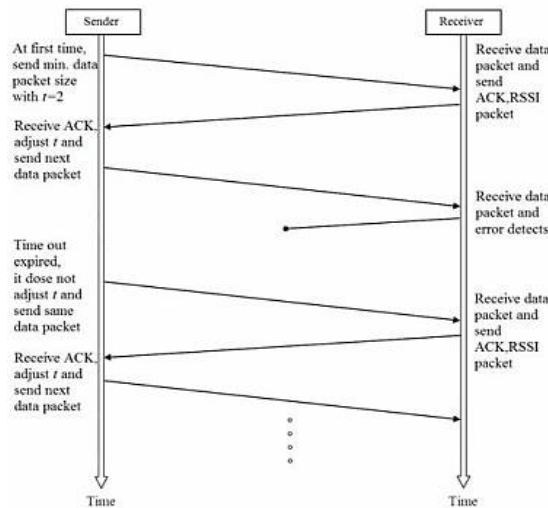 Sender
Receiver
At first time,
send min. data
packet size
with t=2
Receive data
packet and
send
ACK,RSSI
packet
Receive ACK,
adjust t and
send next
data packet
Receive data
packet and
error detects
Time out
expired,
it dose not
adjust t and
send same
data packet
Receive data
packet and
send
ACK,RSSI
packet
Receive ACK,
adjust t and
send next
data packet
Time
Time